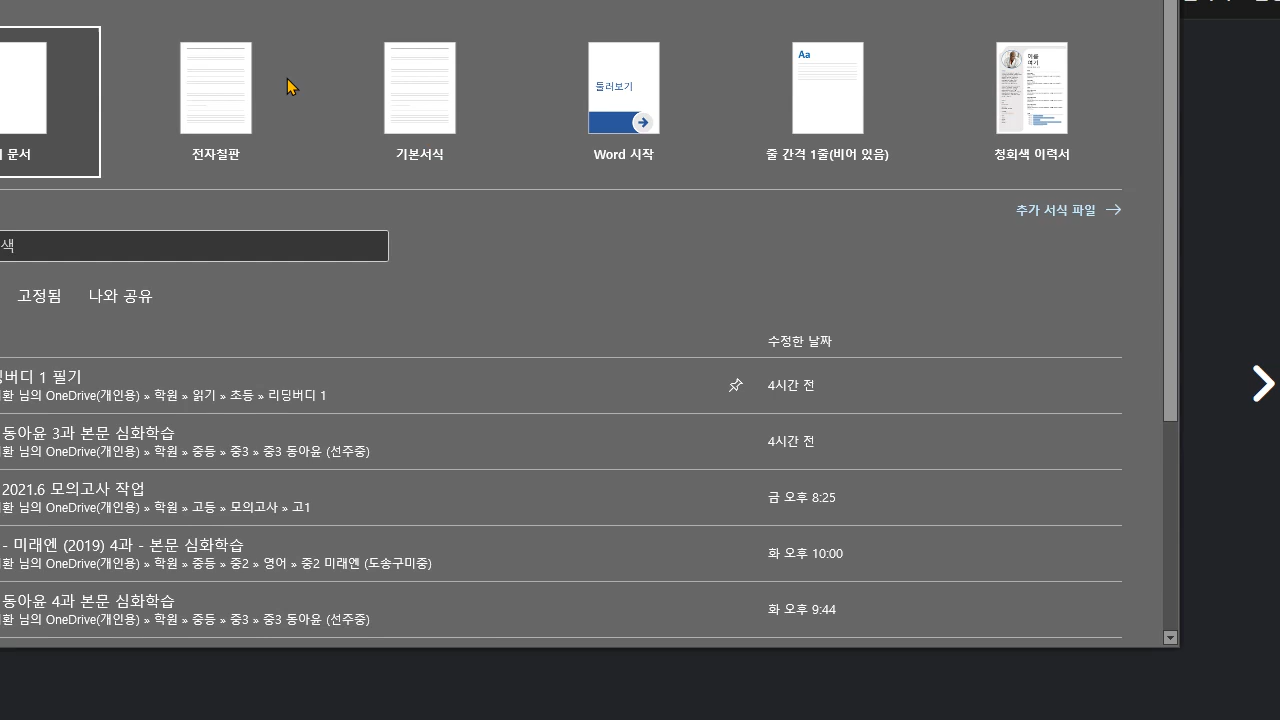 문서
전자칠판
기본서식
둘러보기
Word 시작
Aa
줄 간격 1줄(비어 있음)
청회색 이력서
추가 서식 파일
색
고정됨 나와 공유
수정한 날짜
버디 1 필기
환 님의 OneDrive(개인용) » 학원 » 읽기 » 초등 » 리딩버디 1
4시간 전
동아윤 3과 본문 심화학습
환 님의 OneDrive(개인용) » 학원 » 중등 » 중3 » 중3 동아윤 (선주중)
4시간 전
2021.6 모의고사 작업
환 님의 OneDrive(개인용) » 학원 » 고등 » 모의고사 » 고1
금 오후 8:25
- 미래엔 (2019) 4과 - 본문 심화학습
환 님의 OneDrive(개인용) » 학원 » 중등 » 중2 » 영어 » 중2 미래엔 (도송구미중)
화 오후 10:00
동아윤 4과 본문 심화학습
환 님의 OneDrive(개인용) » 학원 » 중등 » 중3 » 중3 동아윤 (선주중)
화 오후 9:44